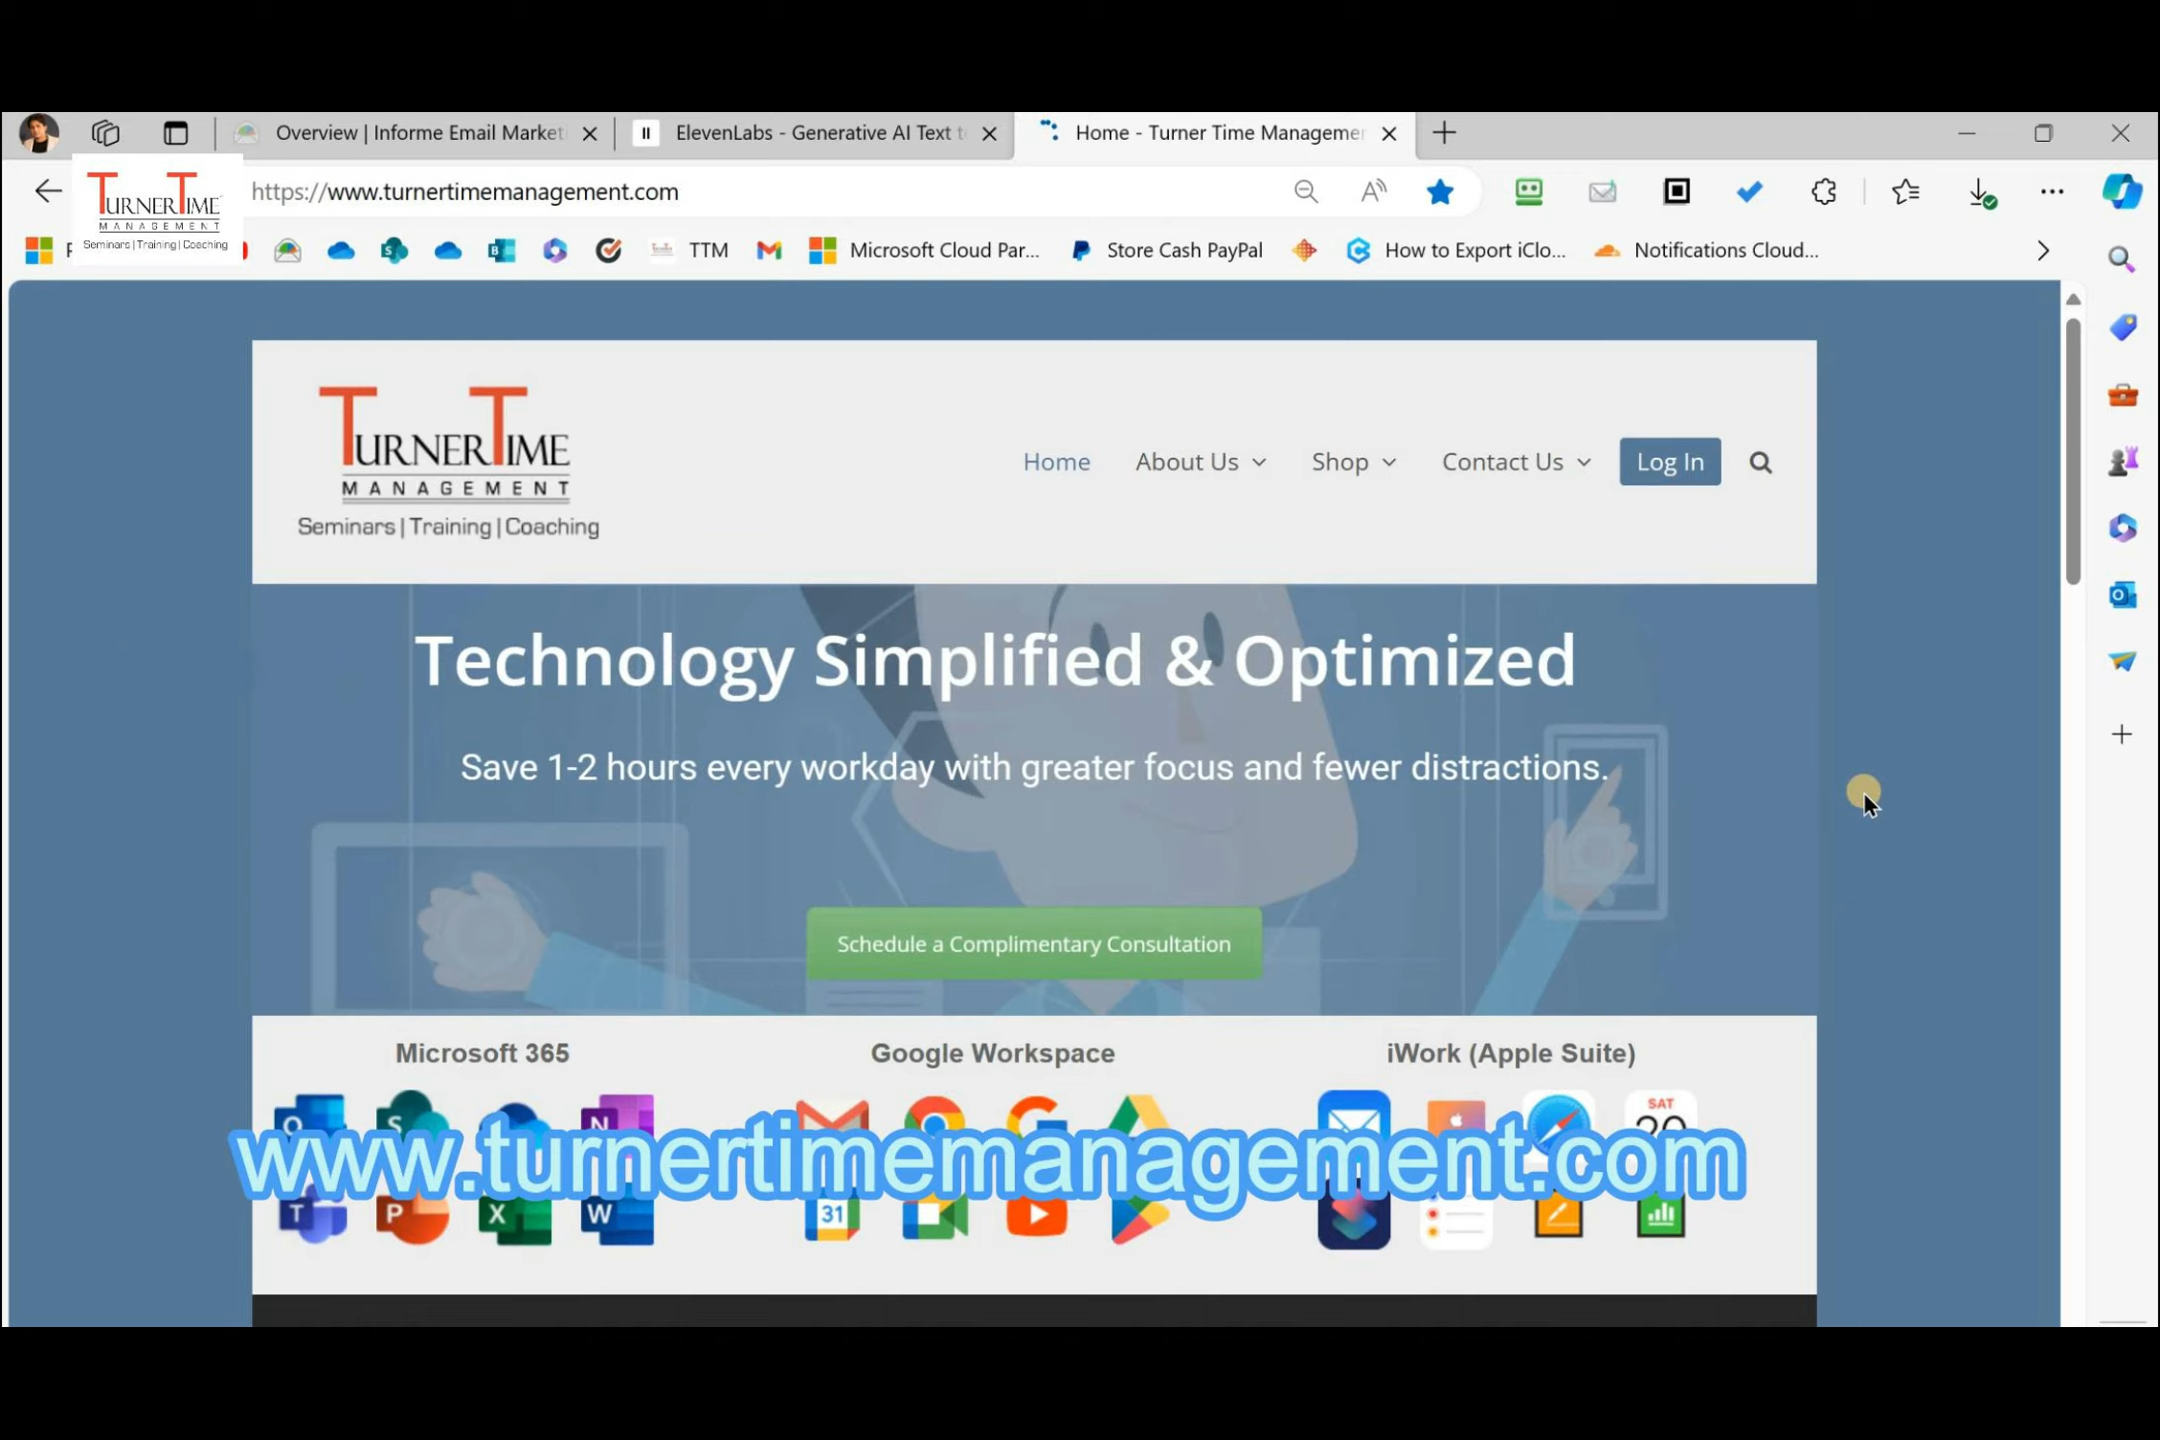 Overview | Informe Email Market
ElevenLabs - Generative AI Text t
Home - Turner Time Manageme
TURNERTIME
MANAGEMENT
Seminars | Training | Coaching
https://www.turnertimemanagement.com
TTM
Microsoft Cloud Par...
Store Cash PayPal
How to Export iClo...
Notifications Cloud...
TURNERTIME
MANAGEMENT
Seminars | Training | Coaching
Home
About Us
Shop
Contact Us
Log In
Technology Simplified & Optimized
Save 1-2 hours every workday with greater focus and fewer distractions.
Schedule a Complimentary Consultation
Microsoft 365
Google Workspace
iWork (Apple Suite)
SAT
20
www.turnertimemanagement.com
T
P
X
W
31